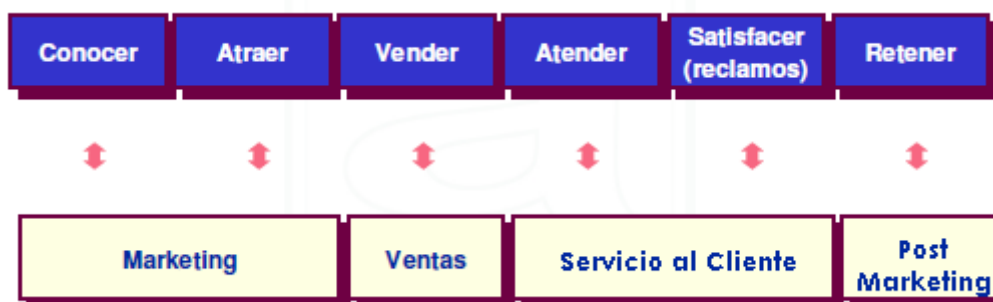 Conocer
Atraer
Vender
Atender
Satisfacer
(reclamos)
Retener
Marketing
Ventas
Servicio al Cliente
Post
Marketing